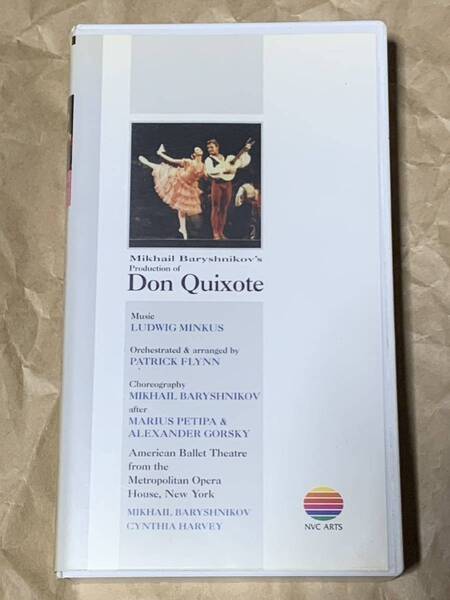 Mikhail Baryshnikov's
Production of
Don Quixote
Music
LUDWIG MINKUS
Orchestrated & arranged by
PATRICK FLYNN
Choreography
MIKHAIL BARYSHNIKOV
after
MARIUS PETIPA &
ALEXANDER GORSKY
American Ballet Theatre
from the
Metropolitan Opera
House, New York
MIKHAIL BARYSHNIKOV
CYNTHIA HARVEY
NVC ARTS